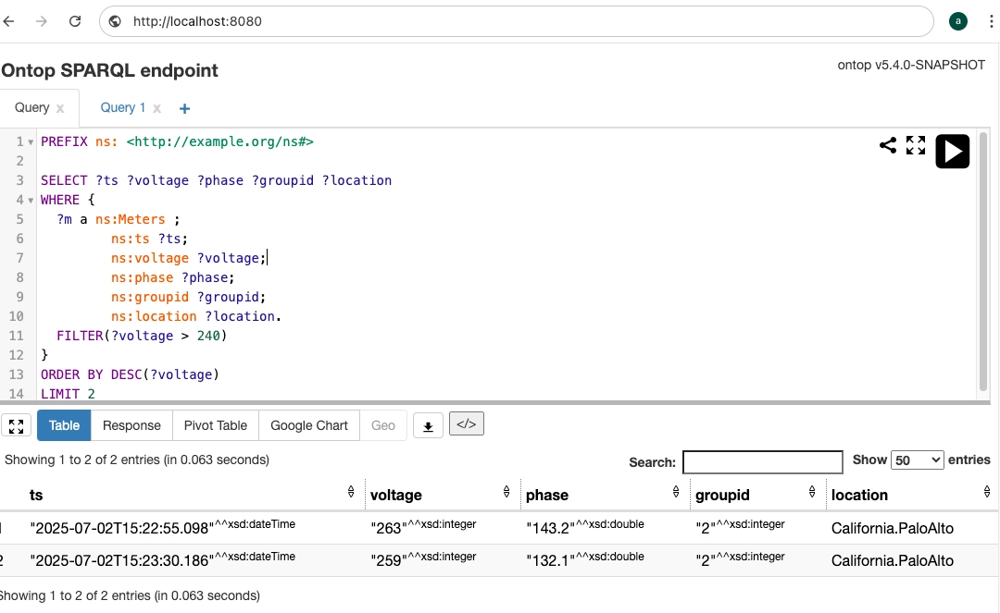 http://localhost:8080
a
Ontop SPARQL endpoint
ontop v5.4.0-SNAPSHOT
Query x
Query 1 x +
1 PREFIX ns: <http://example.org/ns#>
2
3 SELECT ?ts ?voltage ?phase ?groupid ?location
4 WHERE {
5 ?m a ns:Meters ;
6 ns:ts ?ts;
7 ns:voltage ?voltage;
8 ns:phase ?phase;
9 ns:groupid ?groupid;
10 ns:location ?location.
11 FILTER(?voltage > 240)
12 }
13 ORDER BY DESC(?voltage)
14 LIMIT 2
Table Response Pivot Table Google Chart Geo </>
Showing 1 to 2 of 2 entries (in 0.063 seconds)
Search: Show 50 entries
ts voltage phase groupid location
1 "2025-07-02T15:22:55.098"^^xsd:dateTime "263"^^xsd:integer "143.2"^^xsd:double "2"^^xsd:integer California.PaloAlto
2 "2025-07-02T15:23:30.186"^^xsd:dateTime "259"^^xsd:integer "132.1"^^xsd:double "2"^^xsd:integer California.PaloAlto
Showing 1 to 2 of 2 entries (in 0.063 seconds)